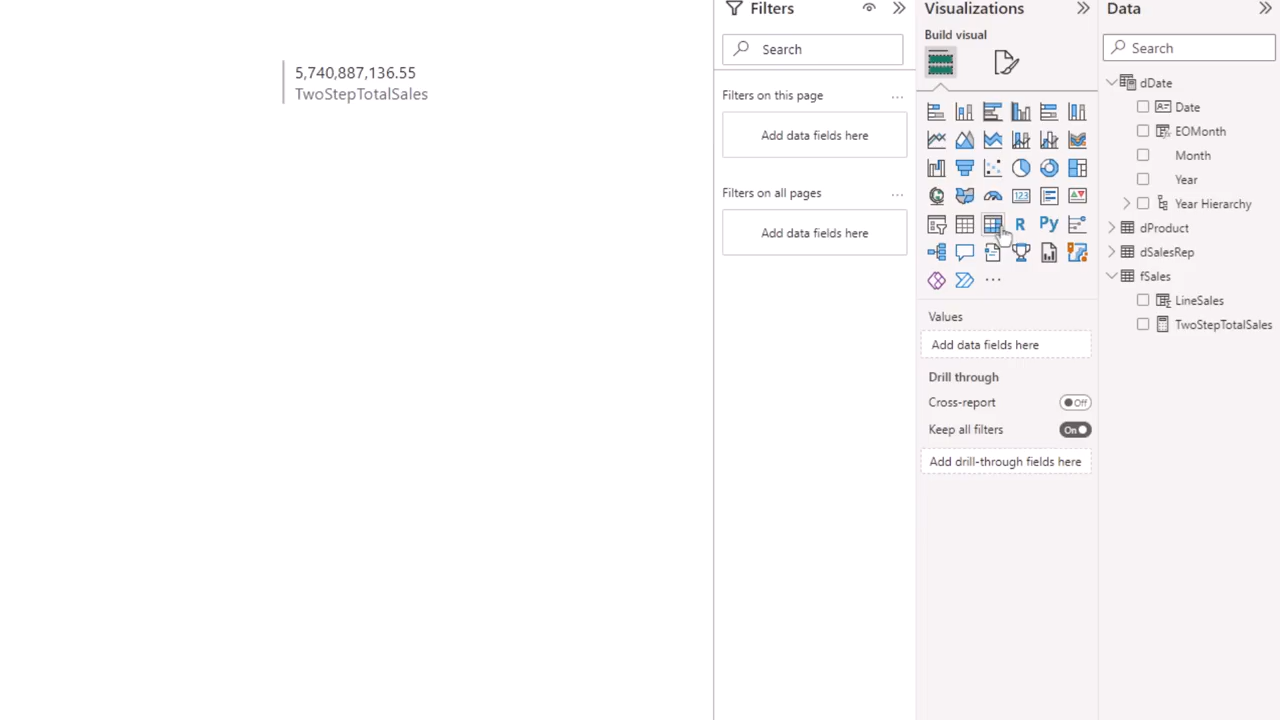 Filters
Search
Filters on this page
...
Add data fields here
Filters on all pages
...
Add data fields here
Visualizations
Build visual
123
R
Py
...
Values
Add data fields here
Drill through
Cross-report
Off
Keep all filters
On
Add drill-through fields here
Data
Search
dDate
Date
EOMonth
Month
Year
Year Hierarchy
dProduct
dSalesRep
fSales
LineSales
TwoStepTotalSales
5,740,887,136.55
TwoStepTotalSales